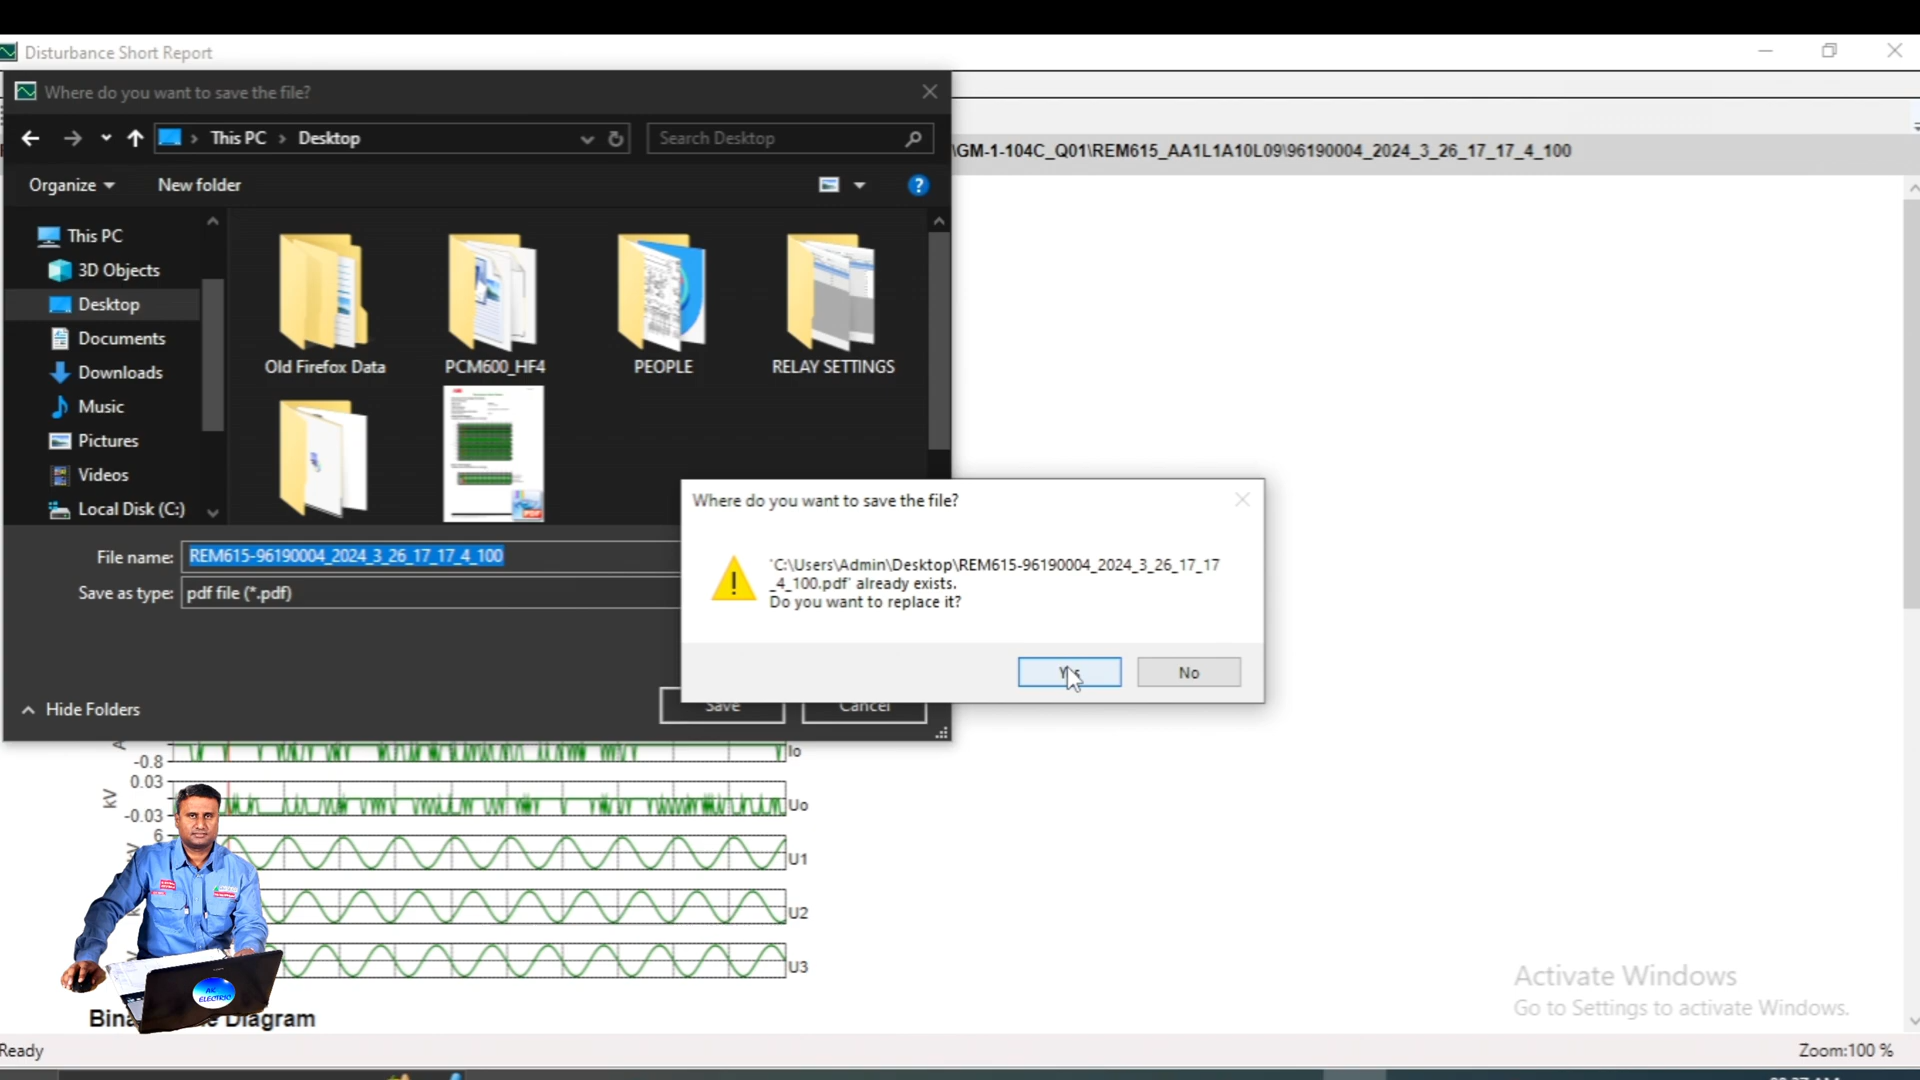 Disturbance Short Report
Where do you want to save the file?
This PC > Desktop
Search Desktop
\GM-1-104C_Q01\REM615_AA1L1A10L09\96190004_2024_3_26_17_17_4_100
Organize
New folder
This PC
3D Objects
Desktop
Documents
Downloads
Music
Pictures
Videos
Local Disk (C:)
Old Firefox Data
PCM600_HF4
PEOPLE
RELAY SETTINGS
File name: REM615-96190004_2024_3_26_17_17_4_100
Save as type: pdf file (*.pdf)
Hide Folders
Save
Cancel
Where do you want to save the file?
'C:\Users\Admin\Desktop\REM615-96190004_2024_3_26_17_17
_4_100.pdf' already exists.
Do you want to replace it?
Yes
No
-0.8
Io
0.03
kV
-0.03
Uo
6
U1
U2
U3
AK
ELECTRIC
Diagram
Activate Windows
Go to Settings to activate Windows.
Ready
Zoom:100 %